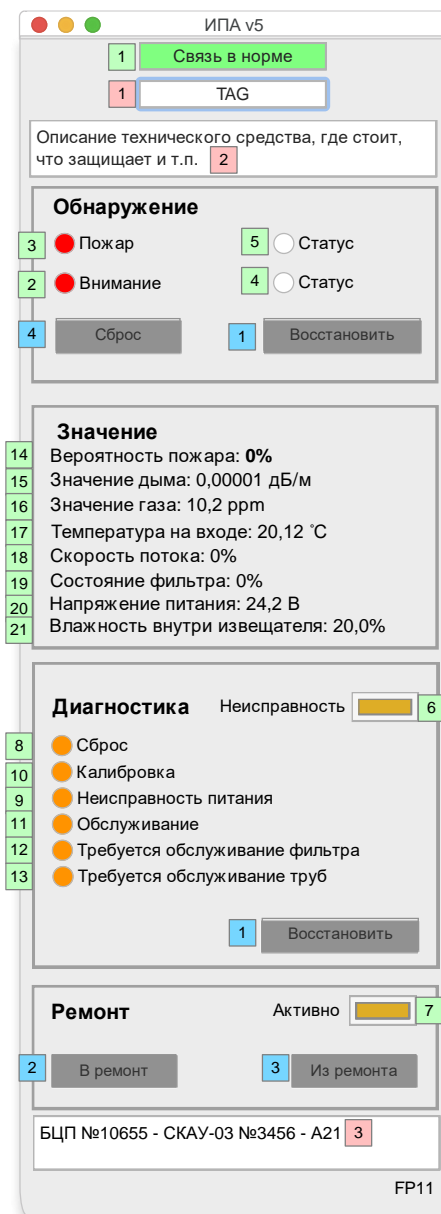 ИПА v5
1 Связь в норме
1 TAG
Описание технического средства, где стоит,
что защищает и т.п. 2
Обнаружение
3 Пожар 5 Статус
2 Внимание 4 Статус
4 Сброс 1 Восстановить
Значение
14 Вероятность пожара: 0%
15 Значение дыма: 0,00001 дБ/м
16 Значение газа: 10,2 ppm
17 Температура на входе: 20,12 °C
18 Скорость потока: 0%
19 Состояние фильтра: 0%
20 Напряжение питания: 24,2 В
21 Влажность внутри извещателя: 20,0%
Диагностика Неисправность 6
8 Сброс
10 Калибровка
9 Неисправность питания
11 Обслуживание
12 Требуется обслуживание фильтра
13 Требуется обслуживание труб
1 Восстановить
Ремонт Активно 7
2 В ремонт 3 Из ремонта
БЦП №10655 - СКАУ-03 №3456 - А21 3
FP11